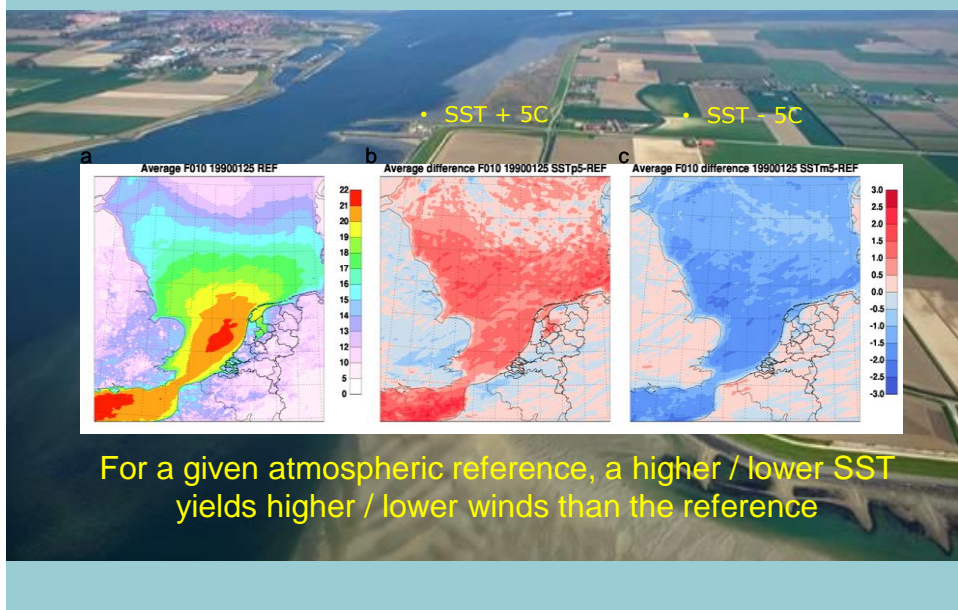 • SST + 5C
• SST - 5C
a
b
c
Average F010 19900125 REF
Average difference F010 19900125 SSTp5-REF
Average F010 difference 19900125 SSTm5-REF
22
21
20
19
18
17
16
15
14
13
12
10
5
0
3.0
2.5
2.0
1.5
1.0
0.5
0.0
-0.5
-1.0
-1.5
-2.0
-2.5
-3.0
For a given atmospheric reference, a higher / lower SST
yields higher / lower winds than the reference